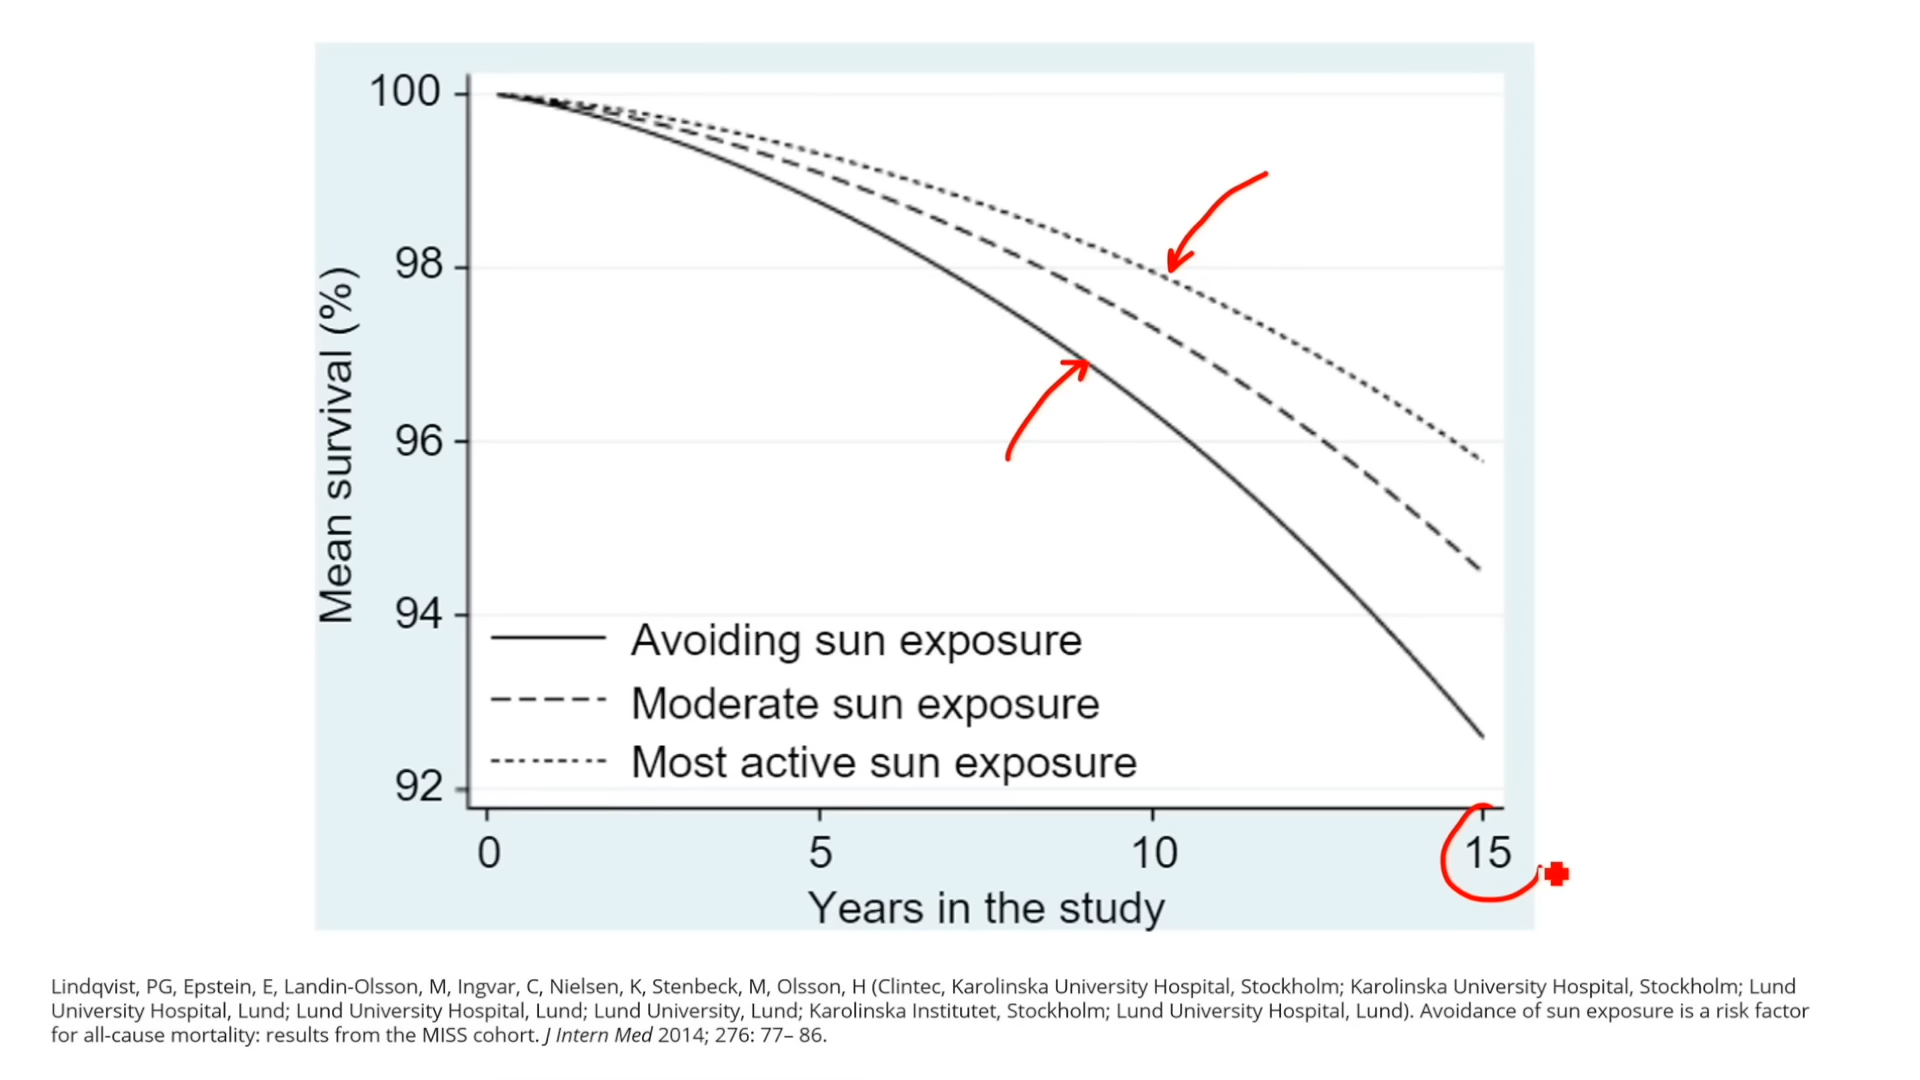 100
98
96
94
92
Mean survival (%)
Avoiding sun exposure
Moderate sun exposure
Most active sun exposure
0 5 10 15
Years in the study
Lindqvist, PG, Epstein, E, Landin-Olsson, M, Ingvar, C, Nielsen, K, Stenbeck, M, Olsson, H (Clintec, Karolinska University Hospital, Stockholm; Karolinska University Hospital, Stockholm; Lund
University Hospital, Lund; Lund University Hospital, Lund; Lund University, Lund; Karolinska Institutet, Stockholm; Lund University Hospital, Lund). Avoidance of sun exposure is a risk factor
for all-cause mortality: results from the MISS cohort. J Intern Med 2014; 276: 77– 86.